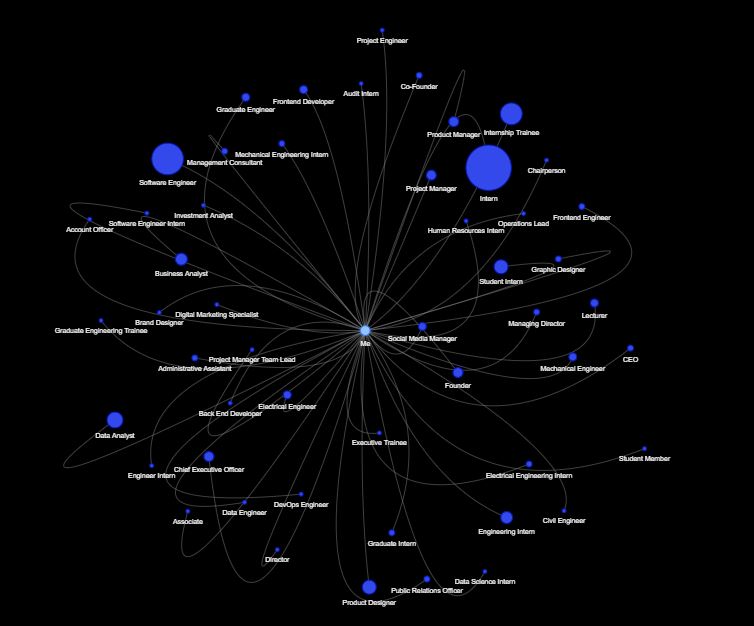 Project Engineer
Co-Founder
Audit Intern
Frontend Developer
Graduate Engineer
Product Manager
Internship Trainee
Mechanical Engineering Intern
Management Consultant
Chairperson
Software Engineer
Project Manager
Intern
Investment Analyst
Frontend Engineer
Software Engineer Intern
Operations Lead
Account Officer
Human Resources Intern
Business Analyst
Graphic Designer
Student Intern
Digital Marketing Specialist
Lecturer
Brand Designer
Managing Director
Graduate Engineering Trainee
Social Media Manager
Me
Project Manager Team Lead
CEO
Administrative Assistant
Mechanical Engineer
Founder
Electrical Engineer
Back End Developer
Data Analyst
Executive Trainee
Student Member
Chief Executive Officer
Engineer Intern
Electrical Engineering Intern
DevOps Engineer
Data Engineer
Associate
Civil Engineer
Engineering Intern
Graduate Intern
Director
Data Science Intern
Public Relations Officer
Product Designer